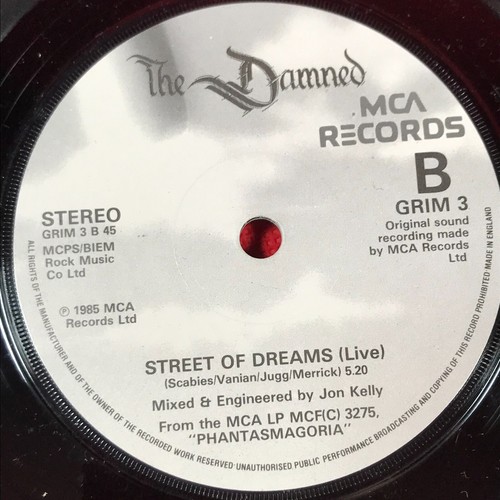 The Damned
MCA
RECORDS
B
GRIM 3
Original sound
recording made
by MCA Records
Ltd
STEREO
GRIM 3 B 45
MCPS/BIEM
Rock Music
Co Ltd
℗ 1985 MCA
Records Ltd
STREET OF DREAMS (Live)
(Scabies/Vanian/Jugg/Merrick) 5.20
Mixed & Engineered by Jon Kelly
From the MCA LP MCF(C) 3275,
"PHANTASMAGORIA"
ALL RIGHTS OF THE MANUFACTURER AND OF THE OWNER OF THE RECORDED WORK RESERVED·UNAUTHORISED PUBLIC PERFORMANCE BROADCASTING AND COPYING OF THIS RECORD PROHIBITED MADE IN ENGLAND